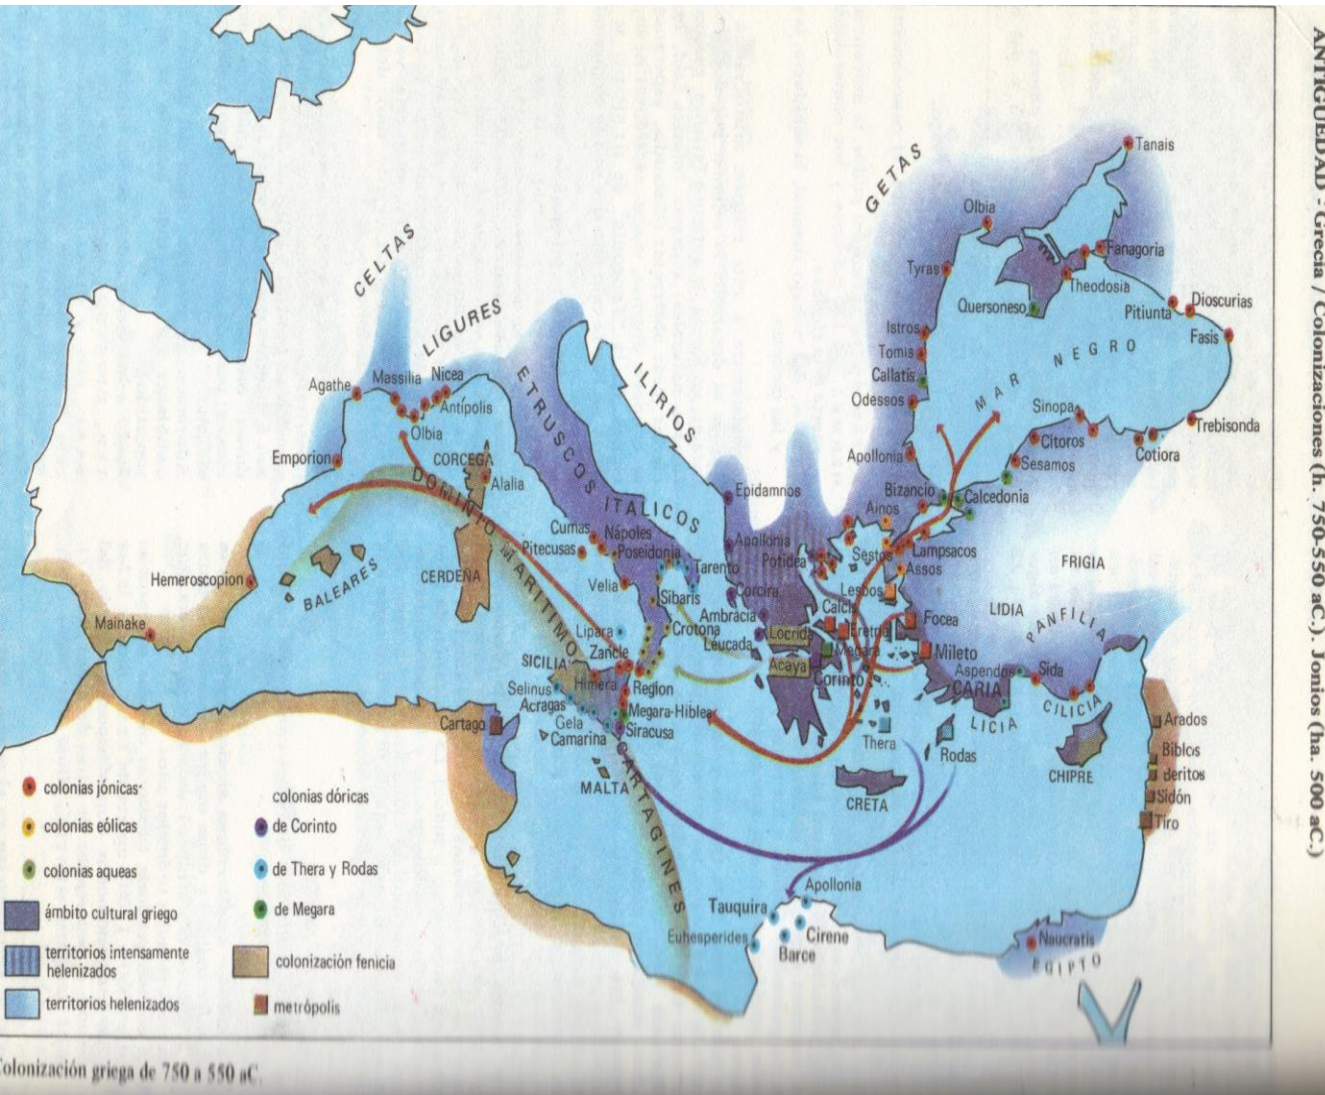 ANTIGUEDAD - Grecia / Colonizaciones (h. 750-550 aC.). Jonios (ha. 500 aC.)
CELTAS
LIGURES
ETRUSCOS
ITALICOS
ILIRIOS
GETAS
MAR NEGRO
Tanais
Olbia
Fanagoria
Tyras
Theodosia
Quersoneso
Pitiunta
Dioscurias
Fasis
Istros
Tomis
Callatis
Odessos
Sinopa
Trebisonda
Citoros
Cotiora
Apollonia
Sesamos
Bizancio
Calcedonia
Agathe
Massilia
Nicea
Antípolis
Olbia
Emporion
CORCEGA
Alalia
DOMINIO MARITIMO
CARTAGINES
Epidamnos
Ainos
Cumas
Nápoles
Pitecusas
Poseidonia
Apollonia
Potidea
Sestos
Lampsacos
Assos
FRIGIA
Tarento
Hemeroscopion
BALEARES
CERDEÑA
Velia
Sibaris
Corcira
Lesbos
Ambracia
Calcis
Focea
LIDIA
PANFILIA
Mainake
Lipara
Crotona
Leucada
Locrida
Eretria
Zancle
Megara
Mileto
SICILIA
Himera
Region
Acaya
Corinto
Aspendos
Sida
Selinus
Acragas
CARIA
CILICIA
Gela
Megara-Hiblea
LICIA
Cartago
Camarina
Siracusa
Thera
Rodas
Arados
Biblos
CHIPRE
Beritos
MALTA
CRETA
Sidón
Tiro
Apollonia
Tauquira
Cirene
Euhesperides
Barce
Naucratis
EGIPTO
colonias jónicas
colonias eólicas
colonias aqueas
ámbito cultural griego
territorios intensamente
helenizados
territorios helenizados
colonias dóricas
de Corinto
de Thera y Rodas
de Megara
colonización fenicia
metrópolis
olonización griega de 750 a 550 aC.